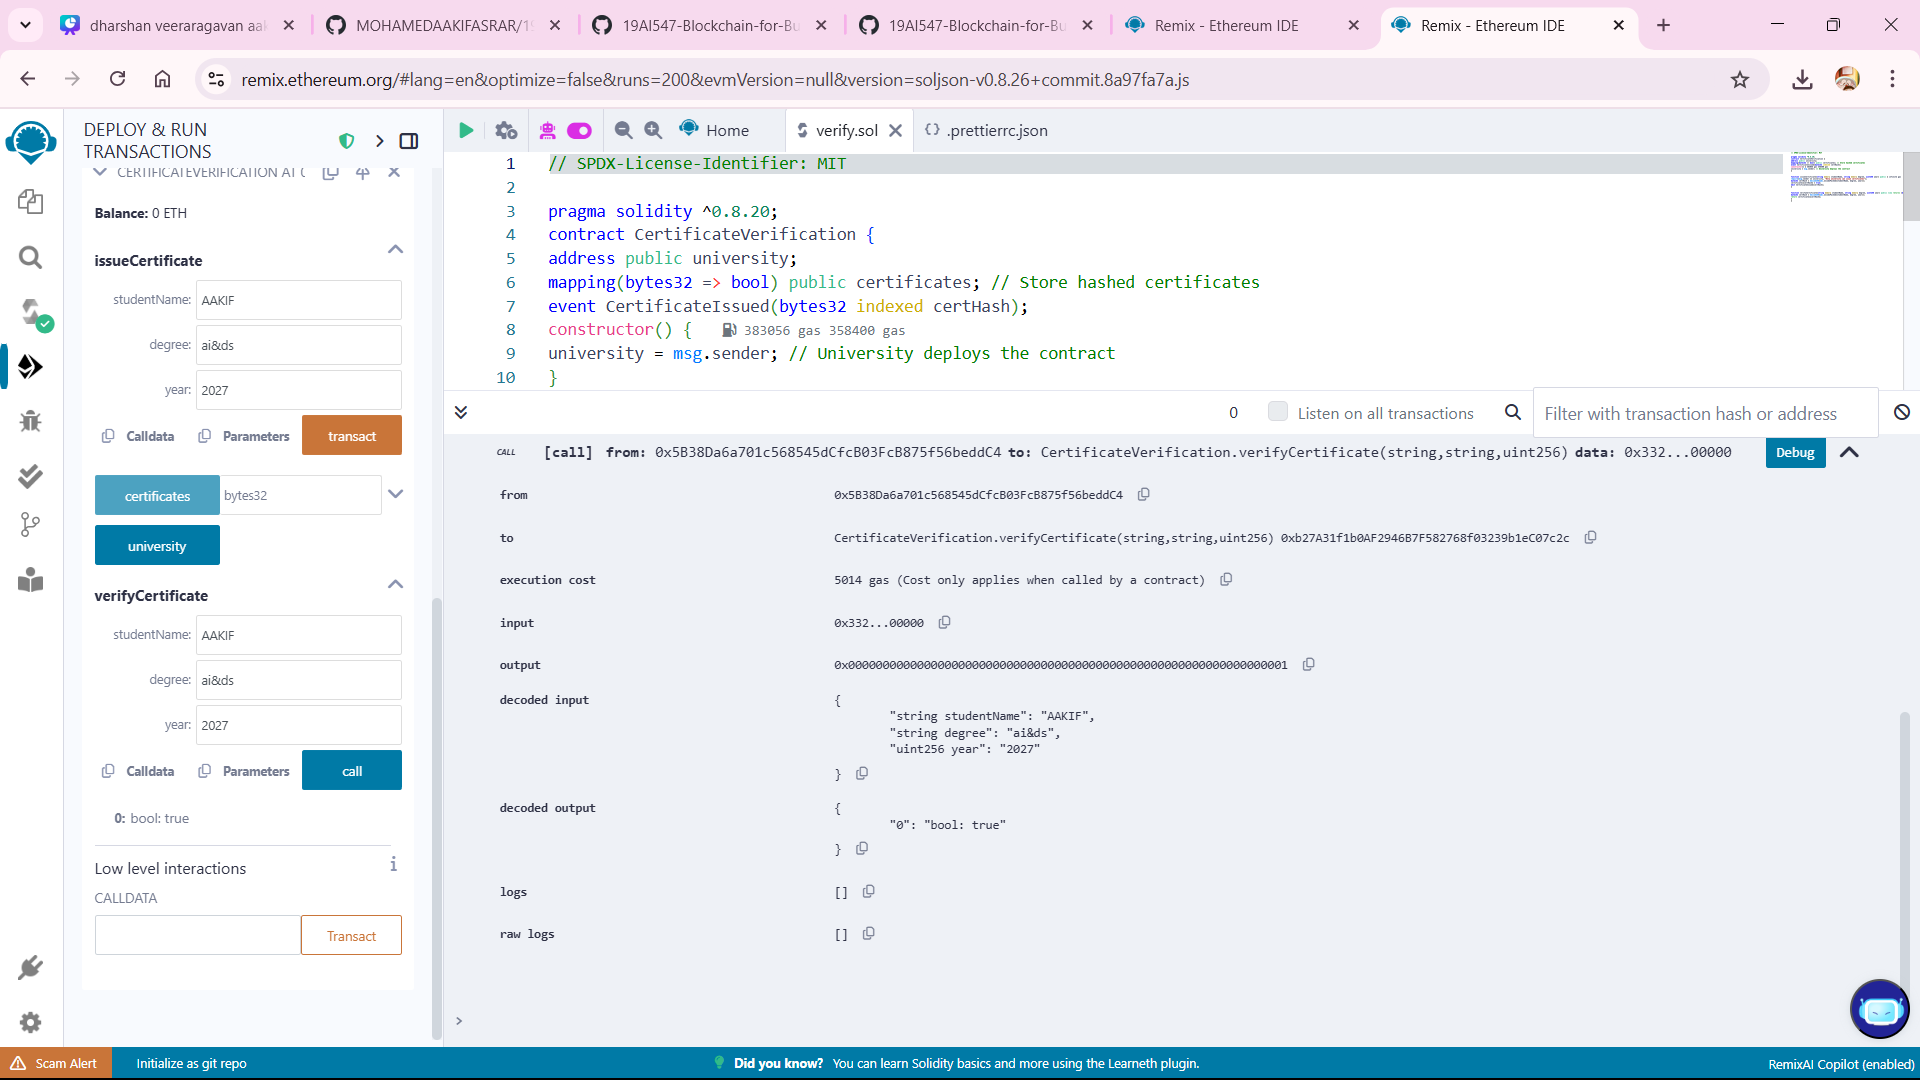 dharshan veeraragavan aak
MOHAMEDAAKIFASRAR/19
19AI547-Blockchain-for-Bu
19AI547-Blockchain-for-Bu
Remix - Ethereum IDE
Remix - Ethereum IDE
remix.ethereum.org/#lang=en&optimize=false&runs=200&evmVersion=null&version=soljson-v0.8.26+commit.8a97fa7a.js
DEPLOY & RUN
TRANSACTIONS
CERTIFICATEVERIFICATION AT
Balance: 0 ETH
issueCertificate
studentName: AAKIF
degree: ai&ds
year: 2027
Calldata Parameters transact
certificates bytes32
university
verifyCertificate
studentName: AAKIF
degree: ai&ds
year: 2027
Calldata Parameters call
0: bool: true
Low level interactions i
CALLDATA
Transact
Home verify.sol .prettierrc.json
1 // SPDX-License-Identifier: MIT
2
3 pragma solidity ^0.8.20;
4 contract CertificateVerification {
5 address public university;
6 mapping(bytes32 => bool) public certificates; // Store hashed certificates
7 event CertificateIssued(bytes32 indexed certHash);
8 constructor() { 383056 gas 358400 gas
9 university = msg.sender; // University deploys the contract
10 }
0 Listen on all transactions Filter with transaction hash or address
CALL [call] from: 0x5B38Da6a701c568545dCfcB03FcB875f56beddC4 to: CertificateVerification.verifyCertificate(string,string,uint256) data: 0x332...00000 Debug
from 0x5B38Da6a701c568545dCfcB03FcB875f56beddC4
to CertificateVerification.verifyCertificate(string,string,uint256) 0xb27A31f1b0AF2946B7F582768f03239b1eC07c2c
execution cost 5014 gas (Cost only applies when called by a contract)
input 0x332...00000
output 0x0000000000000000000000000000000000000000000000000000000000000001
decoded input {
"string studentName": "AAKIF",
"string degree": "ai&ds",
"uint256 year": "2027"
}
decoded output {
"0": "bool: true"
}
logs []
raw logs []
>
Scam Alert Initialize as git repo Did you know? You can learn Solidity basics and more using the Learneth plugin. RemixAI Copilot (enabled)